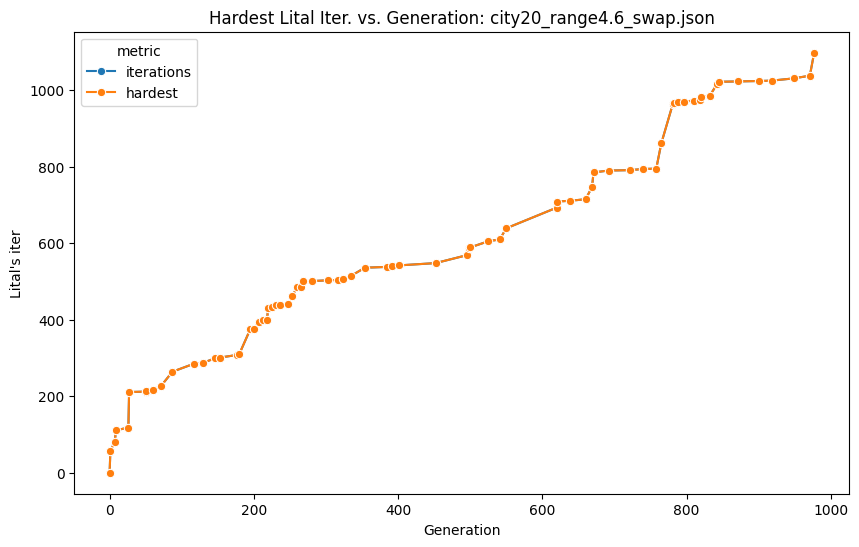 Hardest Lital Iter. vs. Generation: city20_range4.6_swap.json
metric
iterations
hardest
Lital's iter
1000
800
600
400
200
0
0 200 400 600 800 1000
Generation